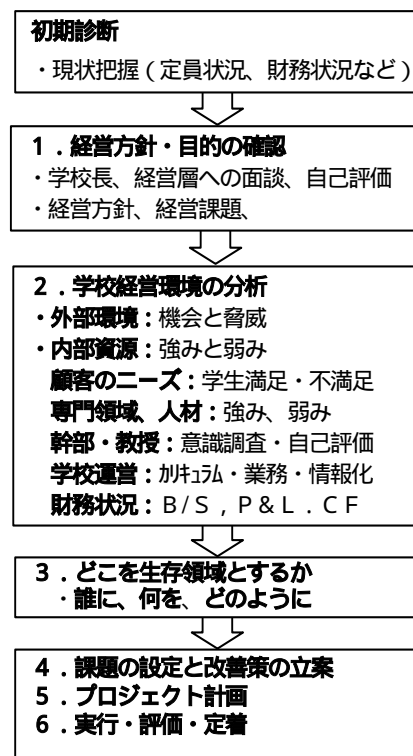 初期診断
・現状把握（定員状況、財務状況など）
１．経営方針・目的の確認
・学校長、経営層への面談、自己評価
・経営方針、経営課題、
２．学校経営環境の分析
・外部環境：機会と脅威
・内部資源：強みと弱み
顧客のニーズ：学生満足・不満足
専門領域、人材：強み、弱み
幹部・教授：意識調査・自己評価
学校運営：ｶﾘｷｭﾗﾑ・業務・情報化
財務状況：Ｂ/Ｓ，Ｐ＆Ｌ．ＣＦ
３．どこを生存領域とするか
・誰に、何を、どのように
４．課題の設定と改善策の立案
５．プロジェクト計画
６．実行・評価・定着